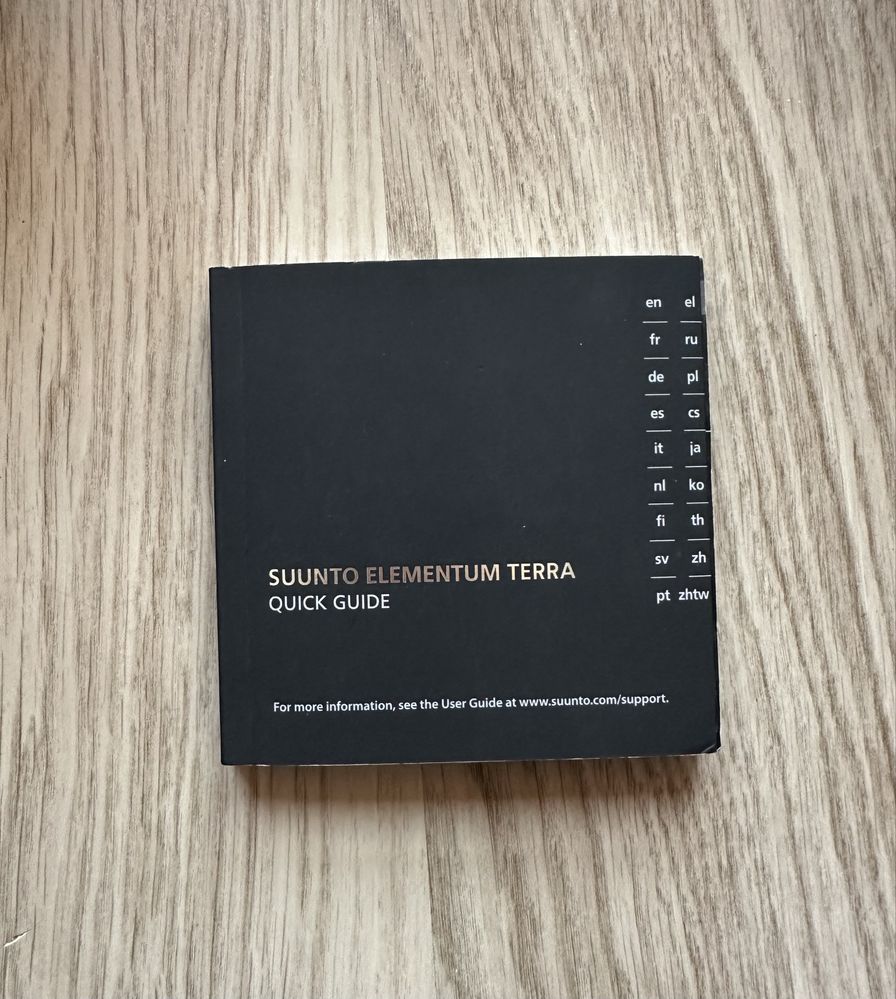 en el
fr ru
de pl
es cs
it ja
nl ko
fi th
sv zh
pt zhtw
SUUNTO ELEMENTUM TERRA
QUICK GUIDE
For more information, see the User Guide at www.suunto.com/support.